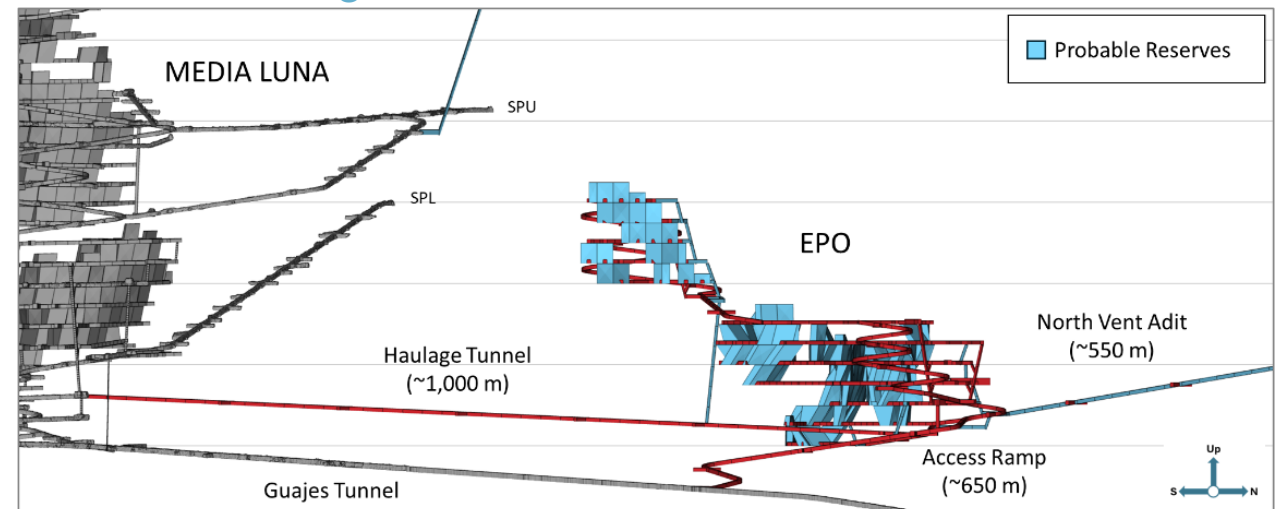 MEDIA LUNA
Probable Reserves
SPU
SPL
EPO
North Vent Adit
(~550 m)
Haulage Tunnel
(~1,000 m)
Access Ramp
(~650 m)
Guajes Tunnel
Up
S
N